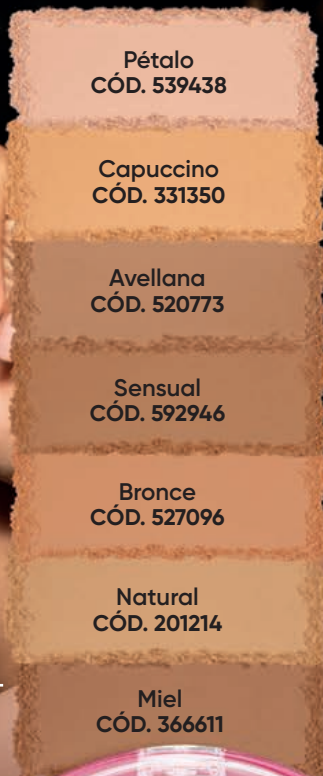 Pétalo
CÓD. 539438
Capuccino
CÓD. 331350
Avellana
CÓD. 520773
Sensual
CÓD. 592946
Bronce
CÓD. 527096
Natural
CÓD. 201214
Miel
CÓD. 366611